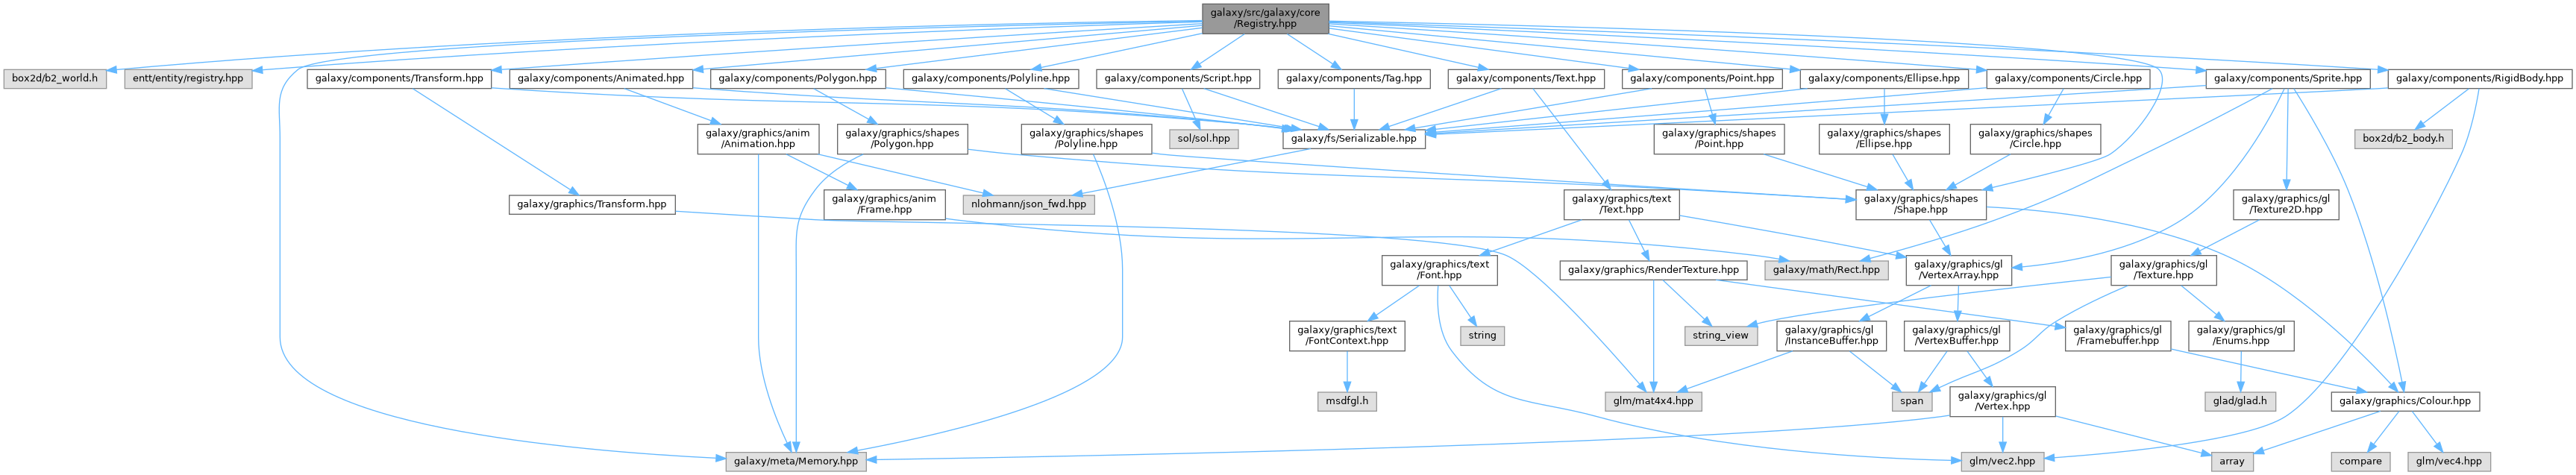 galaxy/src/galaxy/core
/Registry.hpp
box2d/b2_world.h
entt/entity/registry.hpp
galaxy/components/Transform.hpp
galaxy/components/Animated.hpp
galaxy/components/Polygon.hpp
galaxy/components/Polyline.hpp
galaxy/components/Script.hpp
galaxy/components/Tag.hpp
galaxy/components/Text.hpp
galaxy/components/Point.hpp
galaxy/components/Ellipse.hpp
galaxy/components/Circle.hpp
galaxy/components/Sprite.hpp
galaxy/components/RigidBody.hpp
galaxy/graphics/anim
/Animation.hpp
galaxy/graphics/shapes
/Polygon.hpp
galaxy/graphics/shapes
/Polyline.hpp
sol/sol.hpp
galaxy/fs/Serializable.hpp
galaxy/graphics/shapes
/Point.hpp
galaxy/graphics/shapes
/Ellipse.hpp
galaxy/graphics/shapes
/Circle.hpp
box2d/b2_body.h
galaxy/graphics/Transform.hpp
galaxy/graphics/anim
/Frame.hpp
nlohmann/json_fwd.hpp
galaxy/graphics/text
/Text.hpp
galaxy/graphics/shapes
/Shape.hpp
galaxy/graphics/gl
/Texture2D.hpp
galaxy/graphics/text
/Font.hpp
galaxy/graphics/RenderTexture.hpp
galaxy/math/Rect.hpp
galaxy/graphics/gl
/VertexArray.hpp
galaxy/graphics/gl
/Texture.hpp
galaxy/graphics/text
/FontContext.hpp
string
string_view
galaxy/graphics/gl
/InstanceBuffer.hpp
galaxy/graphics/gl
/VertexBuffer.hpp
galaxy/graphics/gl
/Framebuffer.hpp
galaxy/graphics/gl
/Enums.hpp
msdfgl.h
glm/mat4x4.hpp
span
galaxy/graphics/gl
/Vertex.hpp
glad/glad.h
galaxy/graphics/Colour.hpp
galaxy/meta/Memory.hpp
glm/vec2.hpp
array
compare
glm/vec4.hpp